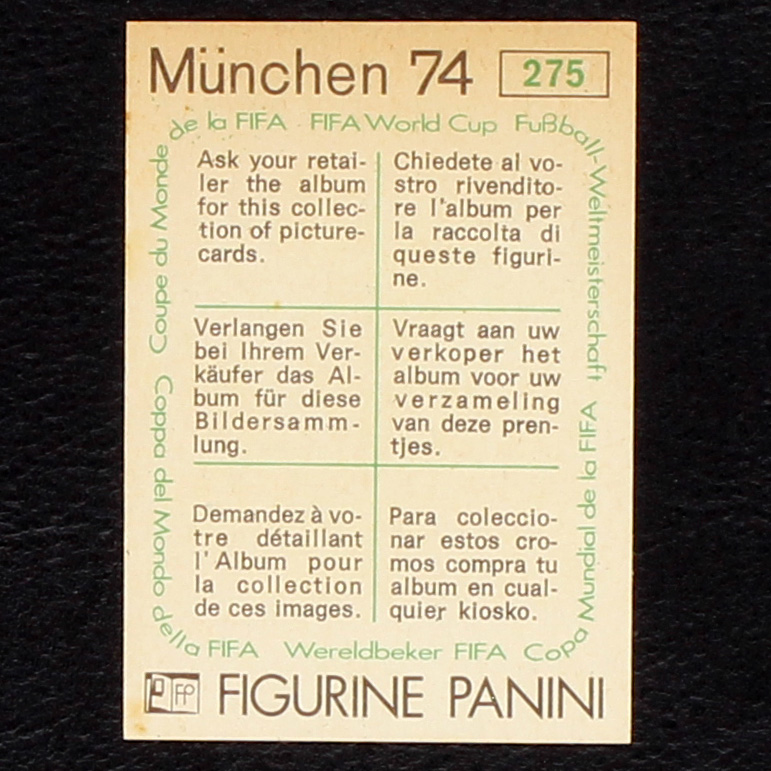 München 74 275
de la FIFA FIFA World Cup Fußball-Weltmeisterschaft
Ask your retai-
ler the album
for this collec-
tion of picture-
cards.
Chiedete al vo-
stro rivendito-
re l'album per
la raccolta di
queste figuri-
ne.
Verlangen Sie
bei Ihrem Ver-
käufer das Al-
bum für diese
Bildersamm-
lung.
Vraagt aan uw
verkoper het
album voor uw
verzameling
van deze pren-
tjes.
Demandez à vo-
tre détaillant
l'Album pour
la collection
de ces images.
Para coleccio-
nar estos cro-
mos compra tu
album en cual-
quier kiosko.
Coupe du Monde
Coppa del Mondo
della FIFA Wereldbeker FIFA Copa Mundial de la FIFA
FP FIGURINE PANINI